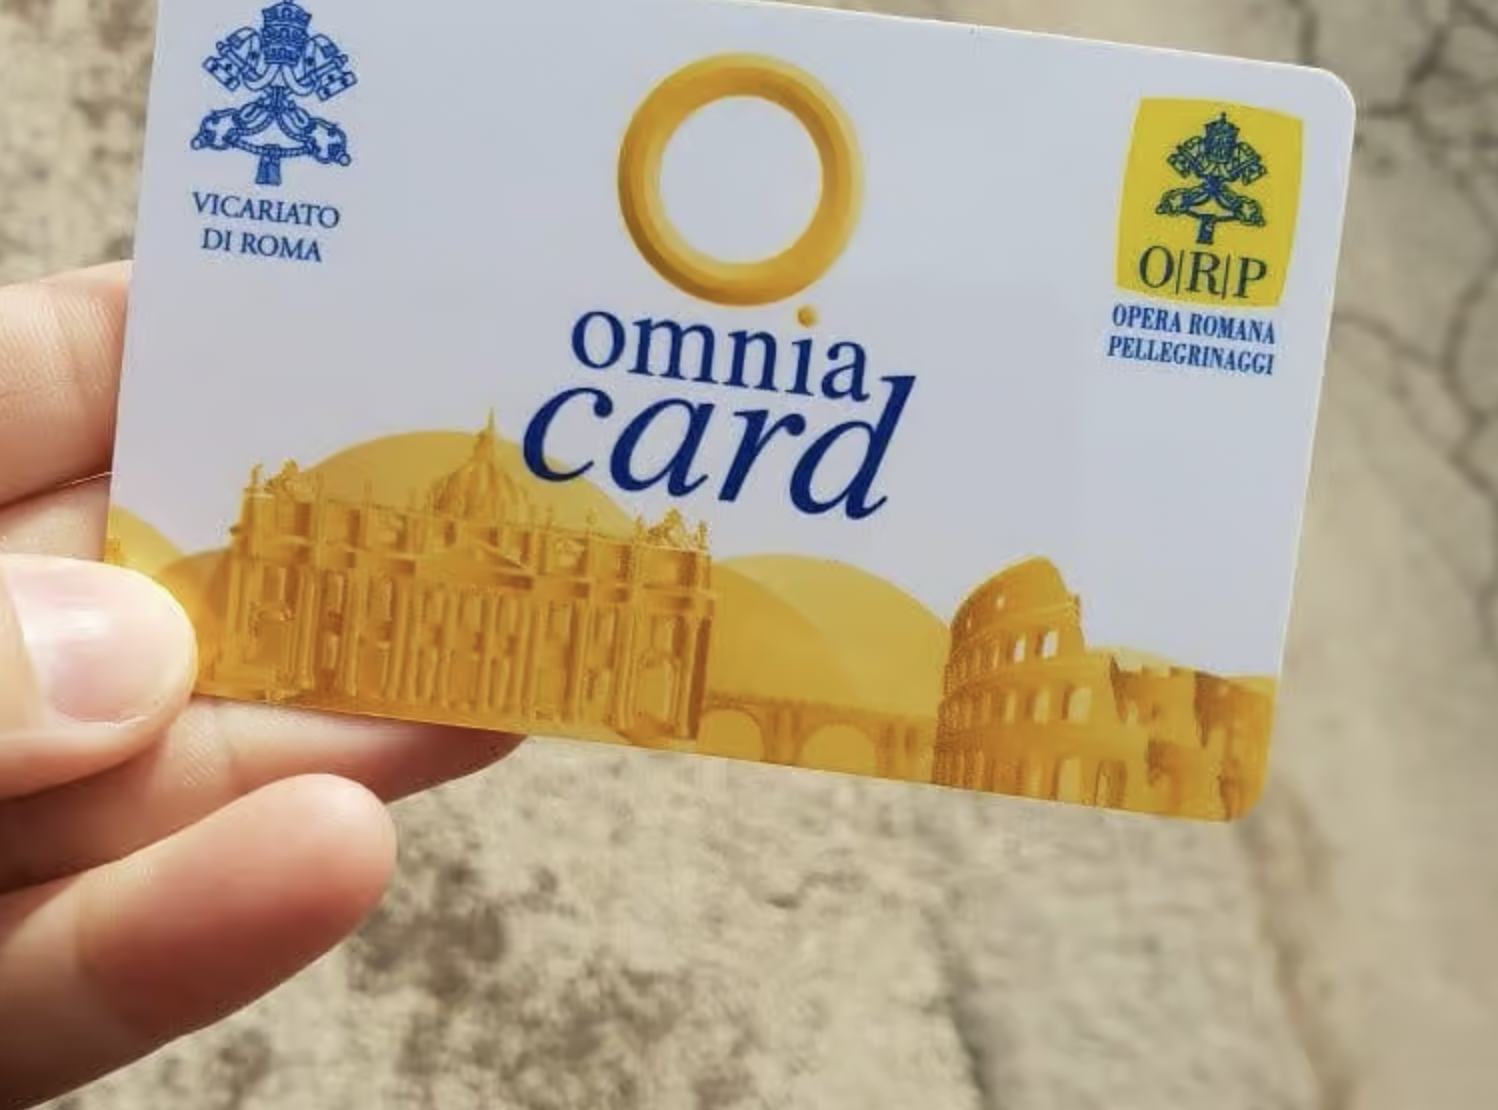 VICARIATO
DI ROMA
omnia
card
O|R|P
OPERA ROMANA
PELLEGRINAGGI